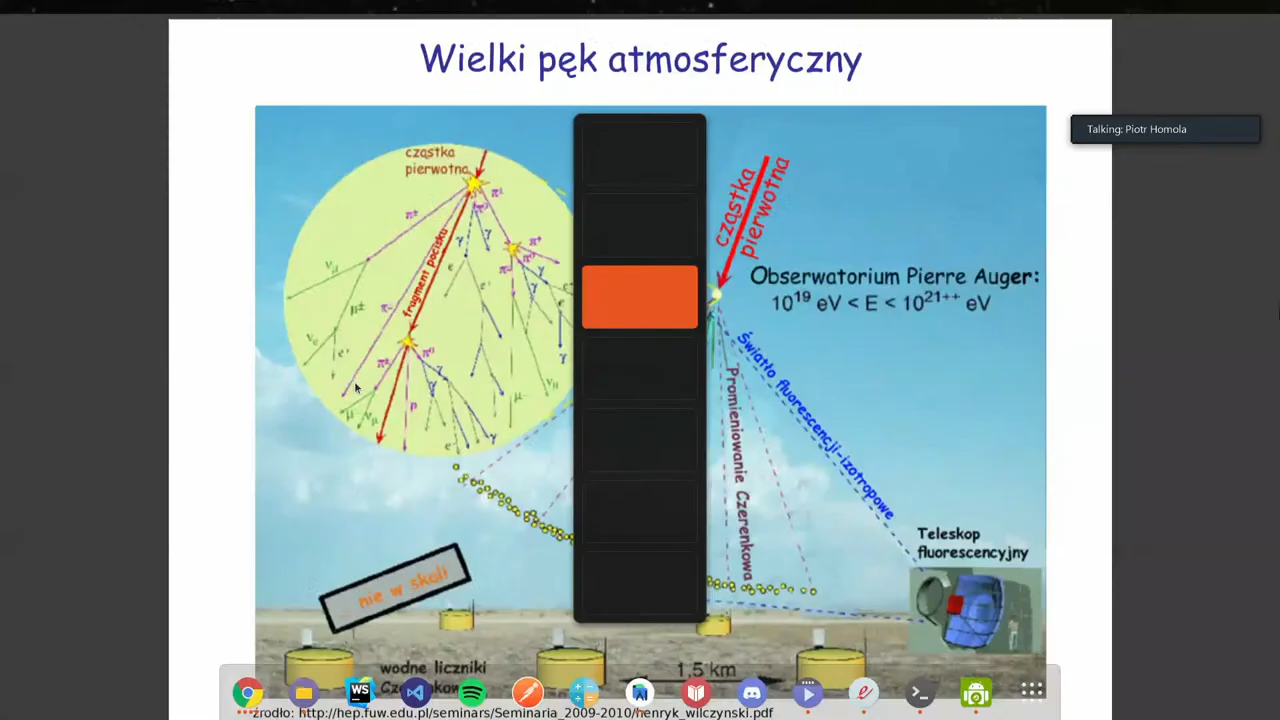 Wielki pęk atmosferyczny
Talking: Piotr Homola
cząstka
pierwotna
fragment pocisku
cząstka
pierwotna
Obserwatorium Pierre Auger:
10¹⁹ eV < E < 10²¹⁺⁺ eV
Światło fluorescencji-izotropowe
Promieniowanie Czerenkowa
Teleskop
fluorescencyjny
nie w skali
wodne liczniki
1,5 km
WS
źrodło: http://hep.fuw.edu.pl/seminars/Seminaria_2009-2010/henryk_wilczynski.pdf